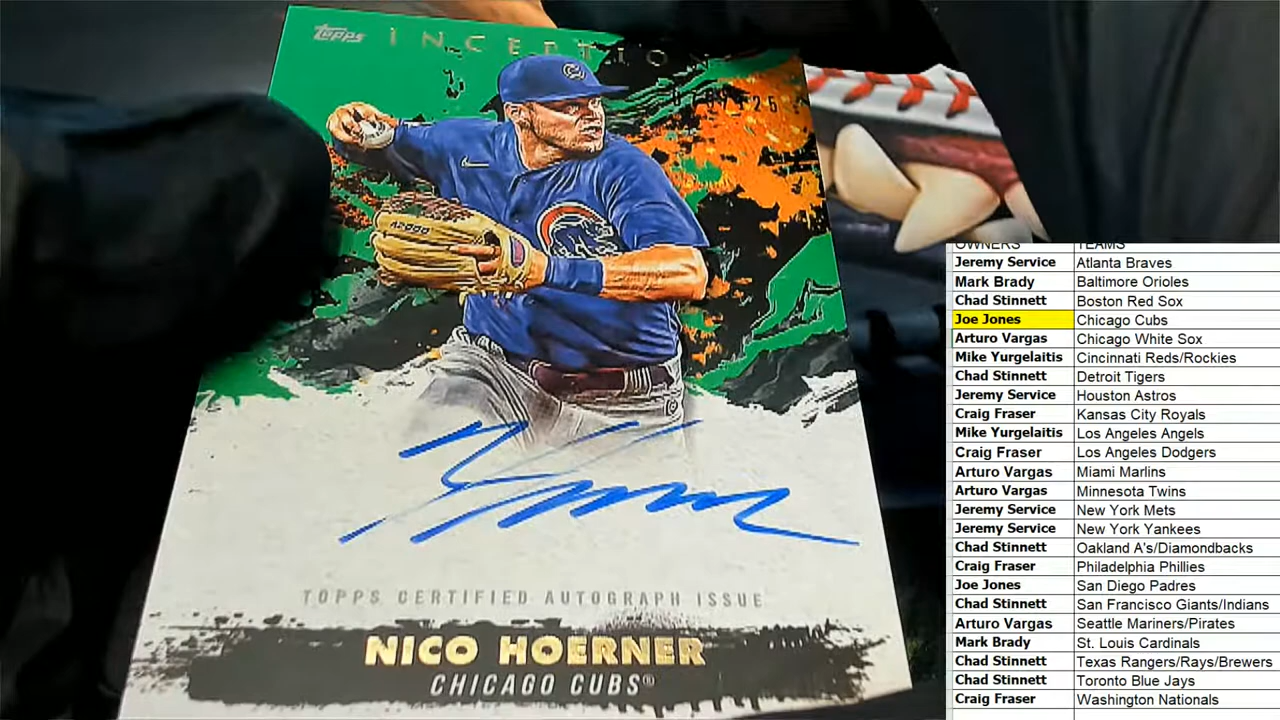 Topps INCEPTIO
A2000
NICO HOERNER
CHICAGO CUBS®
TOPPS CERTIFIED AUTOGRAPH ISSUE
OWNERS TEAMS
Jeremy Service Atlanta Braves
Mark Brady Baltimore Orioles
Chad Stinnett Boston Red Sox
Joe Jones Chicago Cubs
Arturo Vargas Chicago White Sox
Mike Yurgelaitis Cincinnati Reds/Rockies
Chad Stinnett Detroit Tigers
Jeremy Service Houston Astros
Craig Fraser Kansas City Royals
Mike Yurgelaitis Los Angeles Angels
Craig Fraser Los Angeles Dodgers
Arturo Vargas Miami Marlins
Arturo Vargas Minnesota Twins
Jeremy Service New York Mets
Jeremy Service New York Yankees
Chad Stinnett Oakland A's/Diamondbacks
Craig Fraser Philadelphia Phillies
Joe Jones San Diego Padres
Chad Stinnett San Francisco Giants/Indians
Arturo Vargas Seattle Mariners/Pirates
Mark Brady St. Louis Cardinals
Chad Stinnett Texas Rangers/Rays/Brewers
Chad Stinnett Toronto Blue Jays
Craig Fraser Washington Nationals